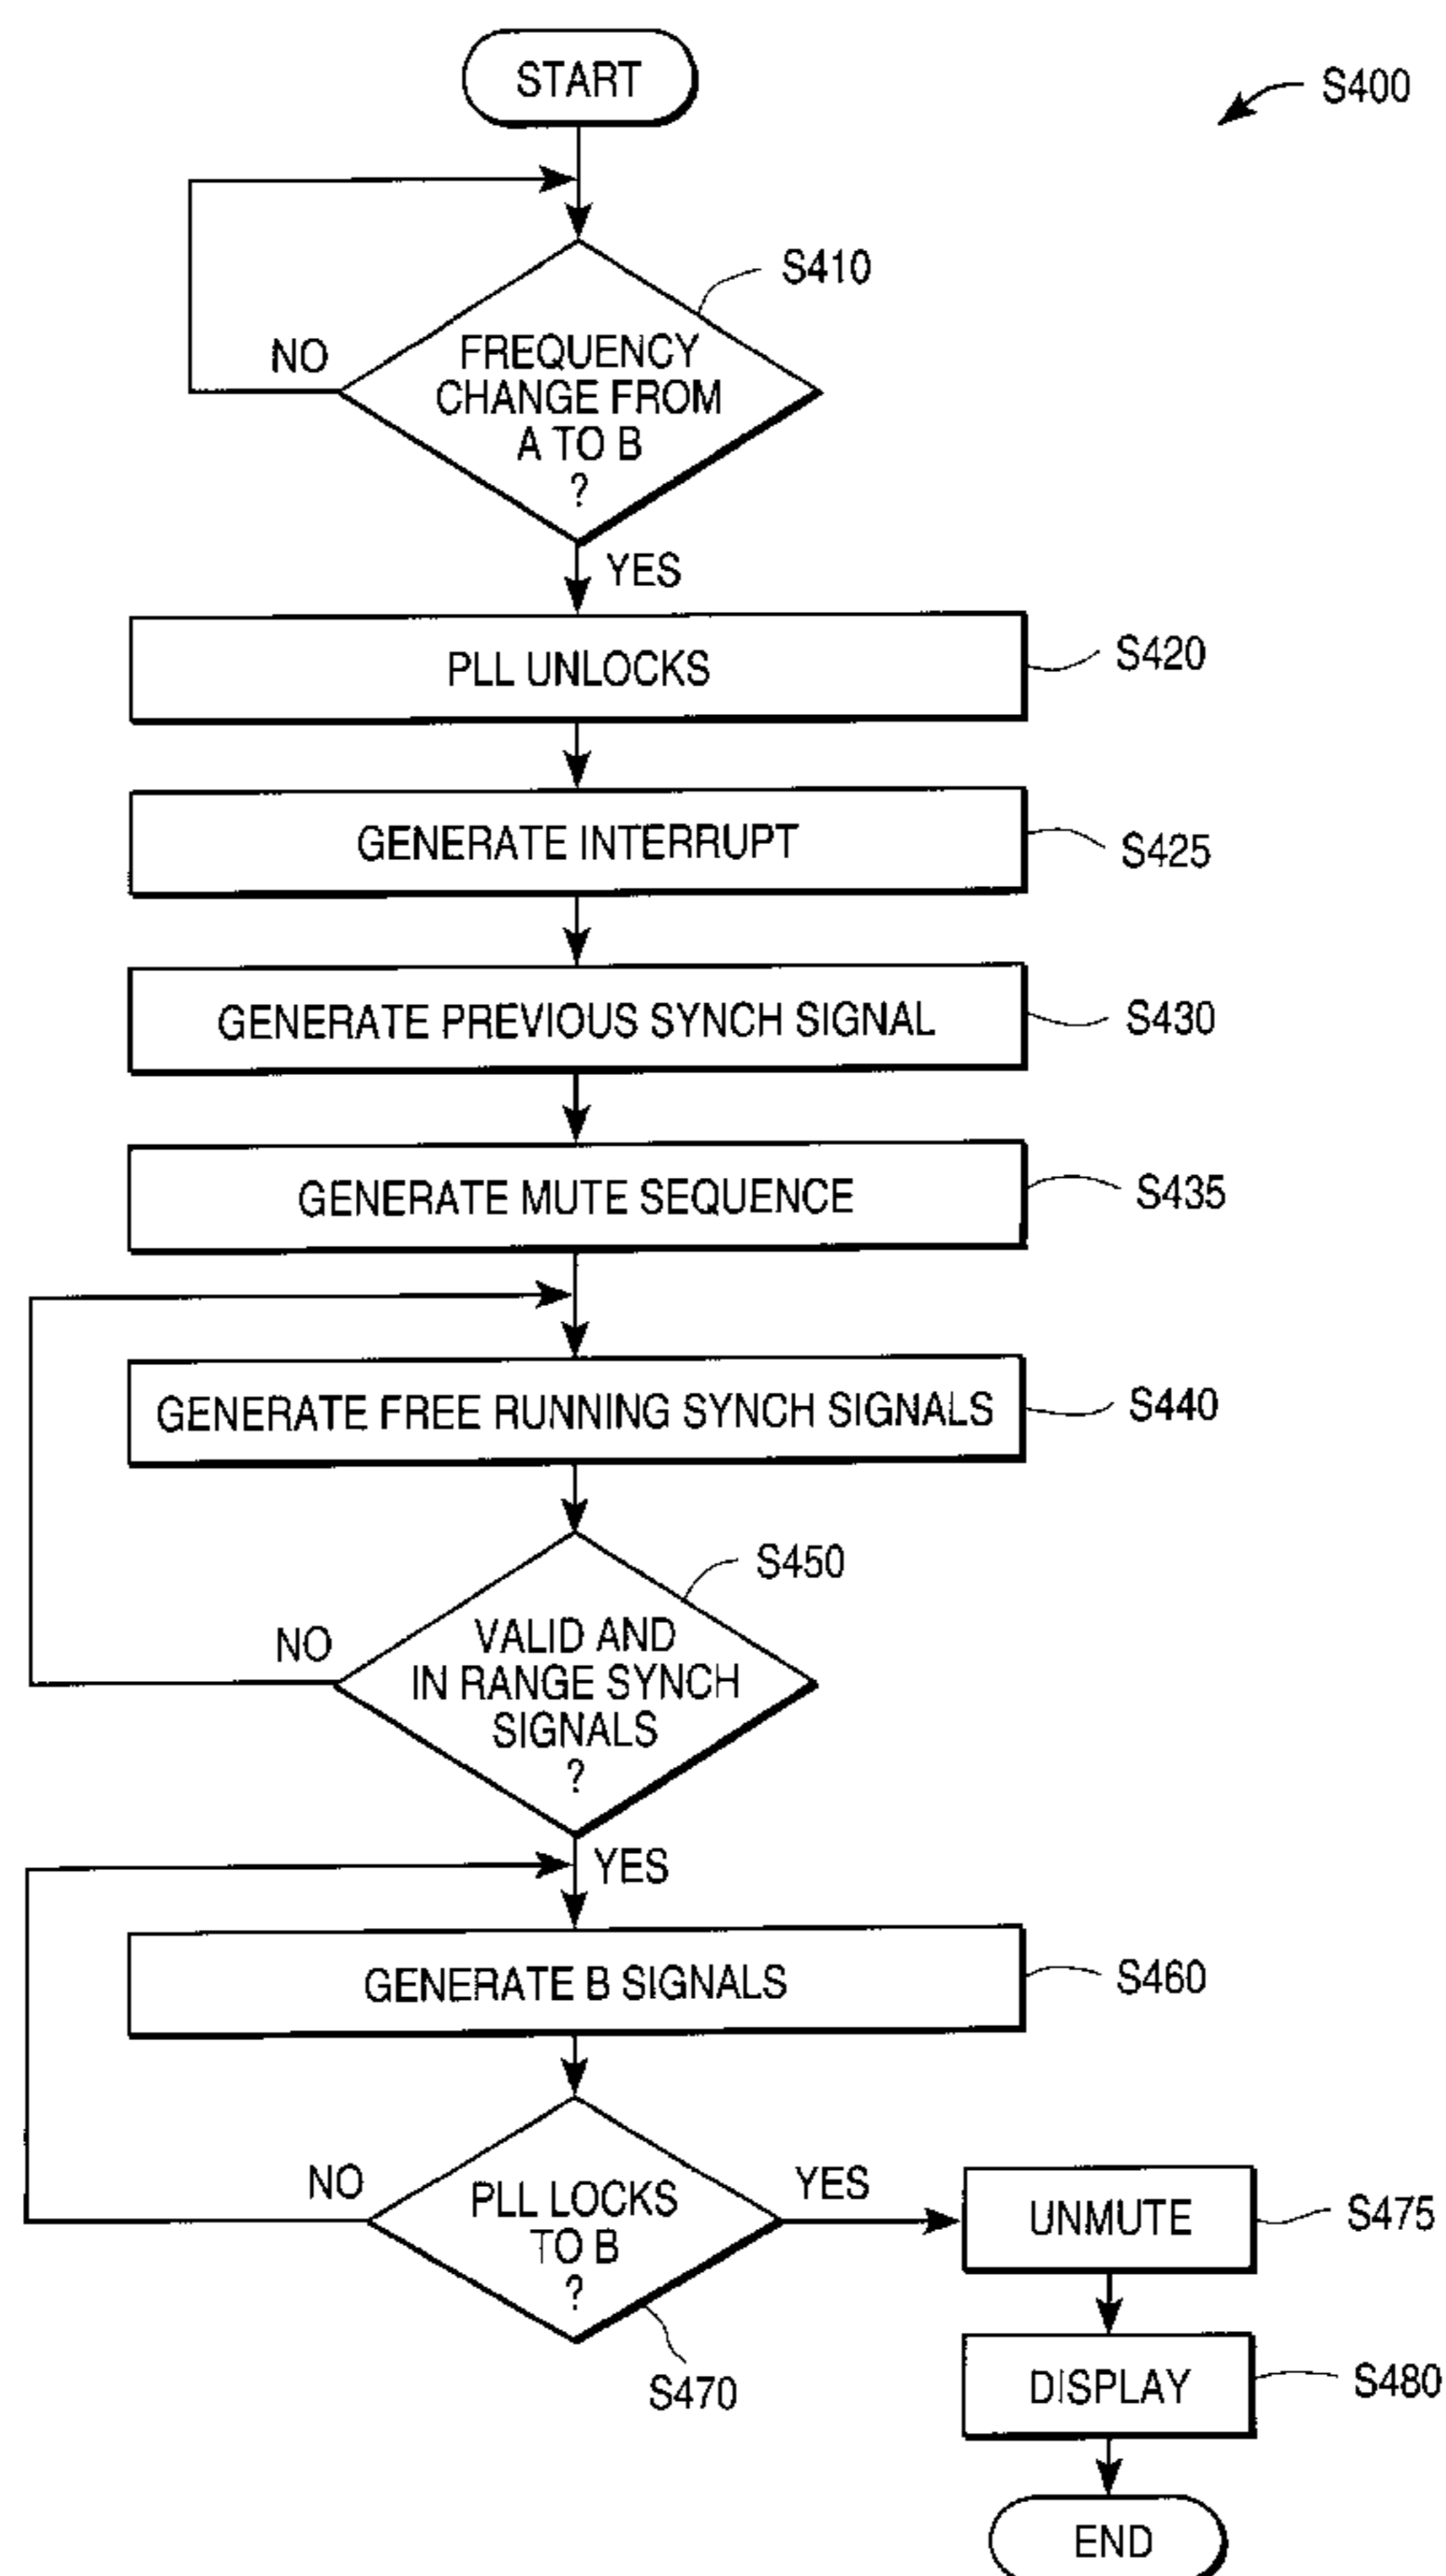 START
S400
S410
NO
FREQUENCY
CHANGE FROM
A TO B
?
YES
PLL UNLOCKS
S420
GENERATE INTERRUPT
S425
GENERATE PREVIOUS SYNCH SIGNAL
S430
GENERATE MUTE SEQUENCE
S435
GENERATE FREE RUNNING SYNCH SIGNALS
S440
S450
NO
VALID AND
IN RANGE SYNCH
SIGNALS
?
YES
GENERATE B SIGNALS
S460
NO
PLL LOCKS
TO B
?
YES
S470
UNMUTE
S475
DISPLAY
S480
END